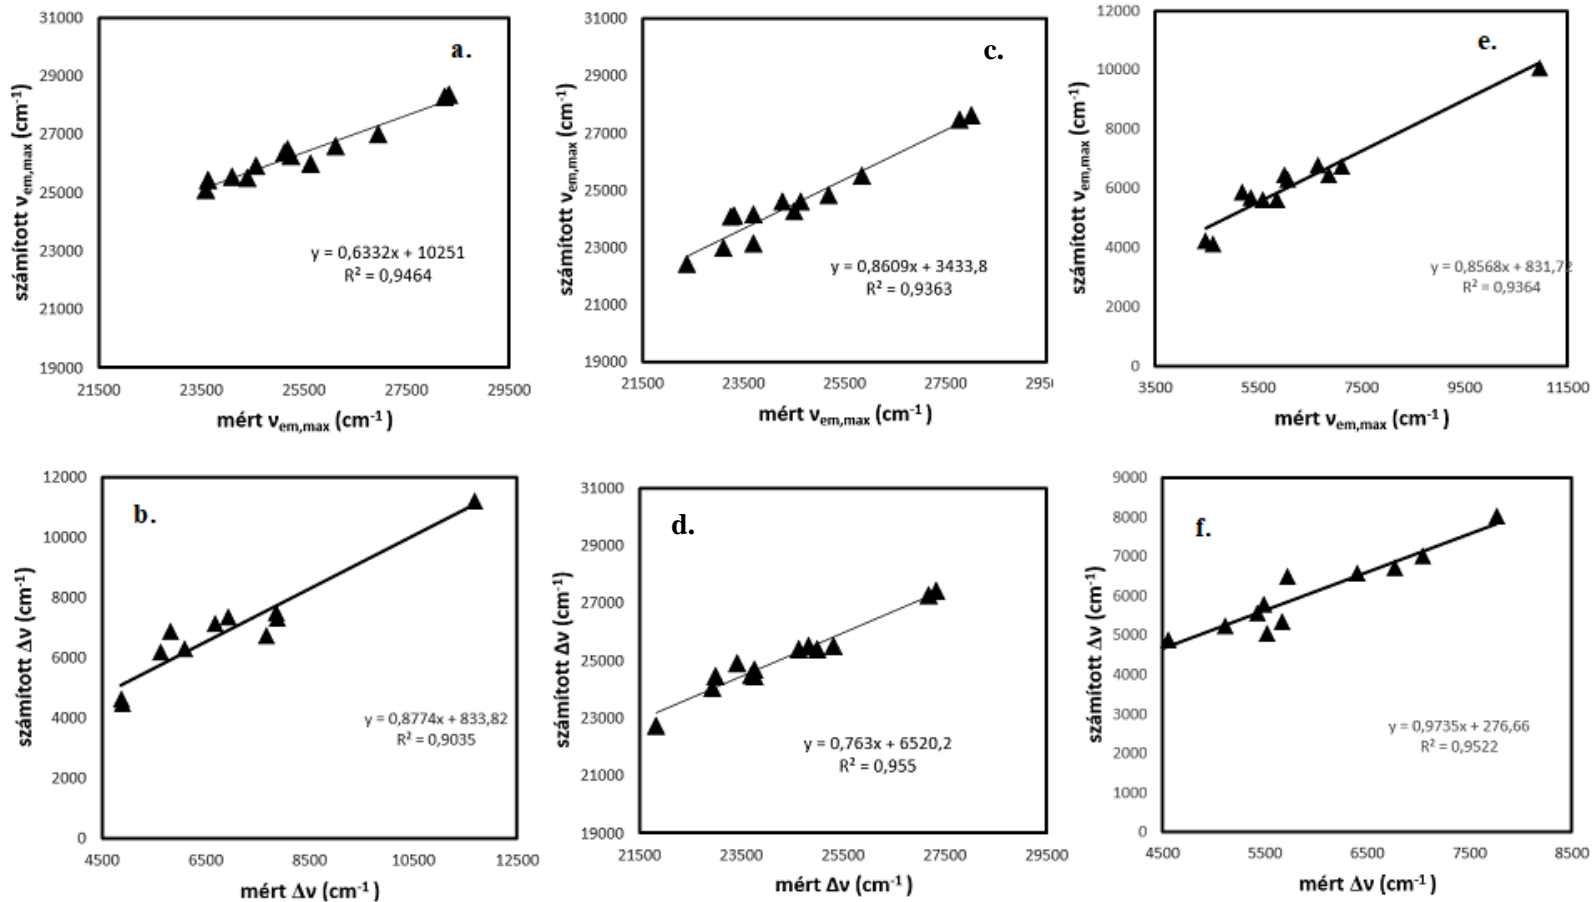 a.
31000
29000
27000
25000
23000
21000
19000
számított ν_em,max (cm⁻¹)
y = 0,6332x + 10251
R² = 0,9464
21500 23500 25500 27500 29500
mért ν_em,max (cm⁻¹ )
c.
31000
29000
27000
25000
23000
21000
19000
számított ν_em,max (cm⁻¹)
y = 0,8609x + 3433,8
R² = 0,9363
21500 23500 25500 27500 2950
mért ν_em,max (cm⁻¹ )
e.
12000
10000
8000
6000
4000
2000
0
számított ν_em,max (cm⁻¹)
y = 0,8568x + 831,72
R² = 0,9364
3500 5500 7500 9500 11500
mért ν_em,max (cm⁻¹ )
b.
12000
10000
8000
6000
4000
2000
0
számított Δν (cm⁻¹)
y = 0,8774x + 833,82
R² = 0,9035
4500 6500 8500 10500 12500
mért Δν (cm⁻¹ )
d.
31000
29000
27000
25000
23000
21000
19000
számított Δν (cm⁻¹)
y = 0,763x + 6520,2
R² = 0,955
21500 23500 25500 27500 29500
mért Δν (cm⁻¹ )
f.
9000
8000
7000
6000
5000
4000
3000
2000
1000
0
számított Δν (cm⁻¹)
y = 0,9735x + 276,66
R² = 0,9522
4500 5500 6500 7500 8500
mért Δν (cm⁻¹ )